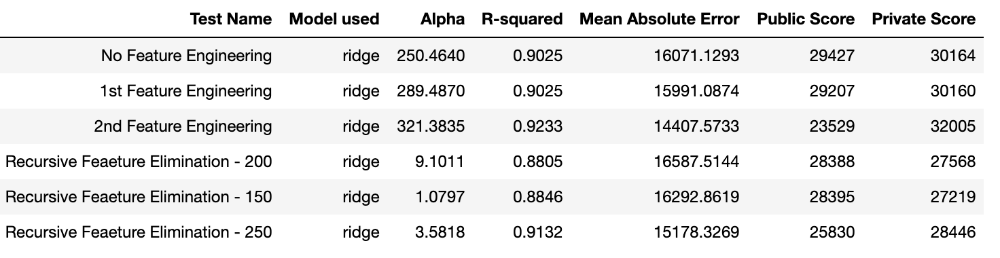 Test Name Model used Alpha R-squared Mean Absolute Error Public Score Private Score
No Feature Engineering ridge 250.4640 0.9025 16071.1293 29427 30164
1st Feature Engineering ridge 289.4870 0.9025 15991.0874 29207 30160
2nd Feature Engineering ridge 321.3835 0.9233 14407.5733 23529 32005
Recursive Feaeture Elimination - 200 ridge 9.1011 0.8805 16587.5144 28388 27568
Recursive Feaeture Elimination - 150 ridge 1.0797 0.8846 16292.8619 28395 27219
Recursive Feaeture Elimination - 250 ridge 3.5818 0.9132 15178.3269 25830 28446